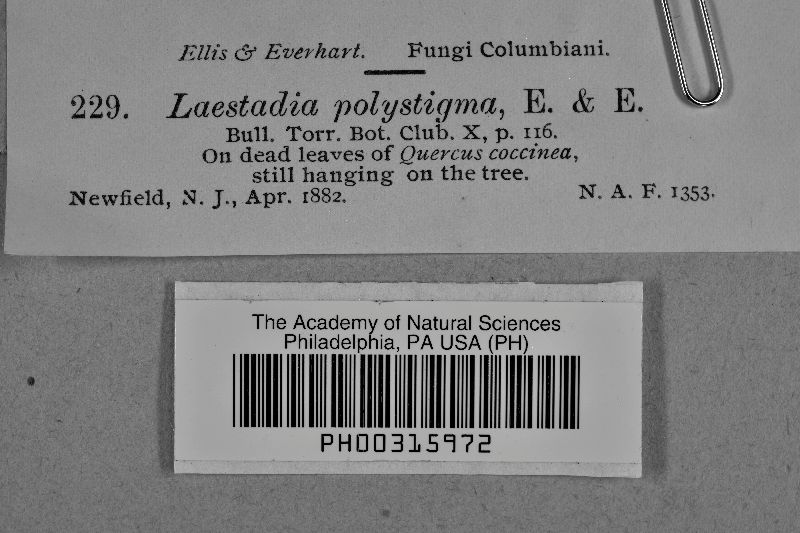 Ellis & Everhart. Fungi Columbiani.
229. Laestadia polystigma, E. & E.
Bull. Torr. Bot. Club. X, p. 116.
On dead leaves of Quercus coccinea,
still hanging on the tree.
Newfield, N. J., Apr. 1882. N. A. F. 1353.
The Academy of Natural Sciences
Philadelphia, PA USA (PH)
PH00315972